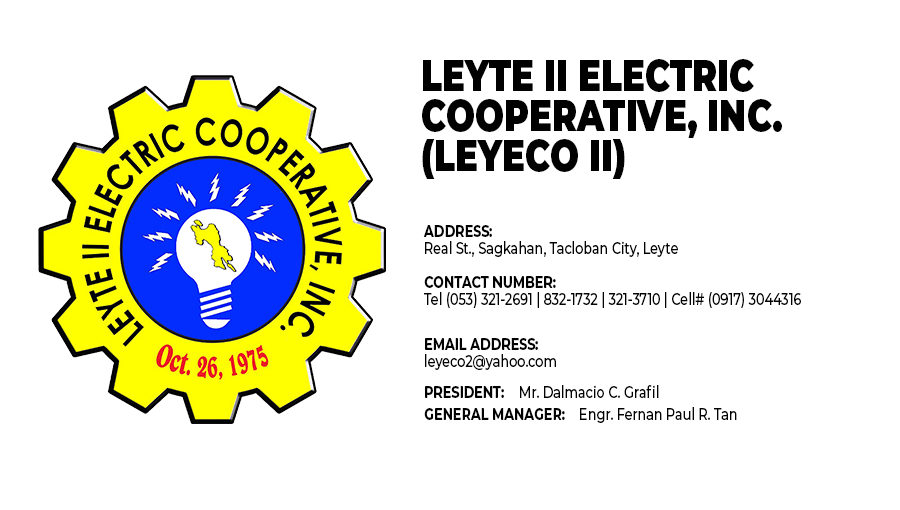 LEYTE II ELECTRIC COOPERATIVE, INC.
Oct. 26, 1975
LEYTE II ELECTRIC
COOPERATIVE, INC.
(LEYECO II)
ADDRESS:
Real St., Sagkahan, Tacloban City, Leyte
CONTACT NUMBER:
Tel (053) 321-2691 | 832-1732 | 321-3710 | Cell# (0917) 3044316
EMAIL ADDRESS:
leyeco2@yahoo.com
PRESIDENT: Mr. Dalmacio C. Grafil
GENERAL MANAGER: Engr. Fernan Paul R. Tan